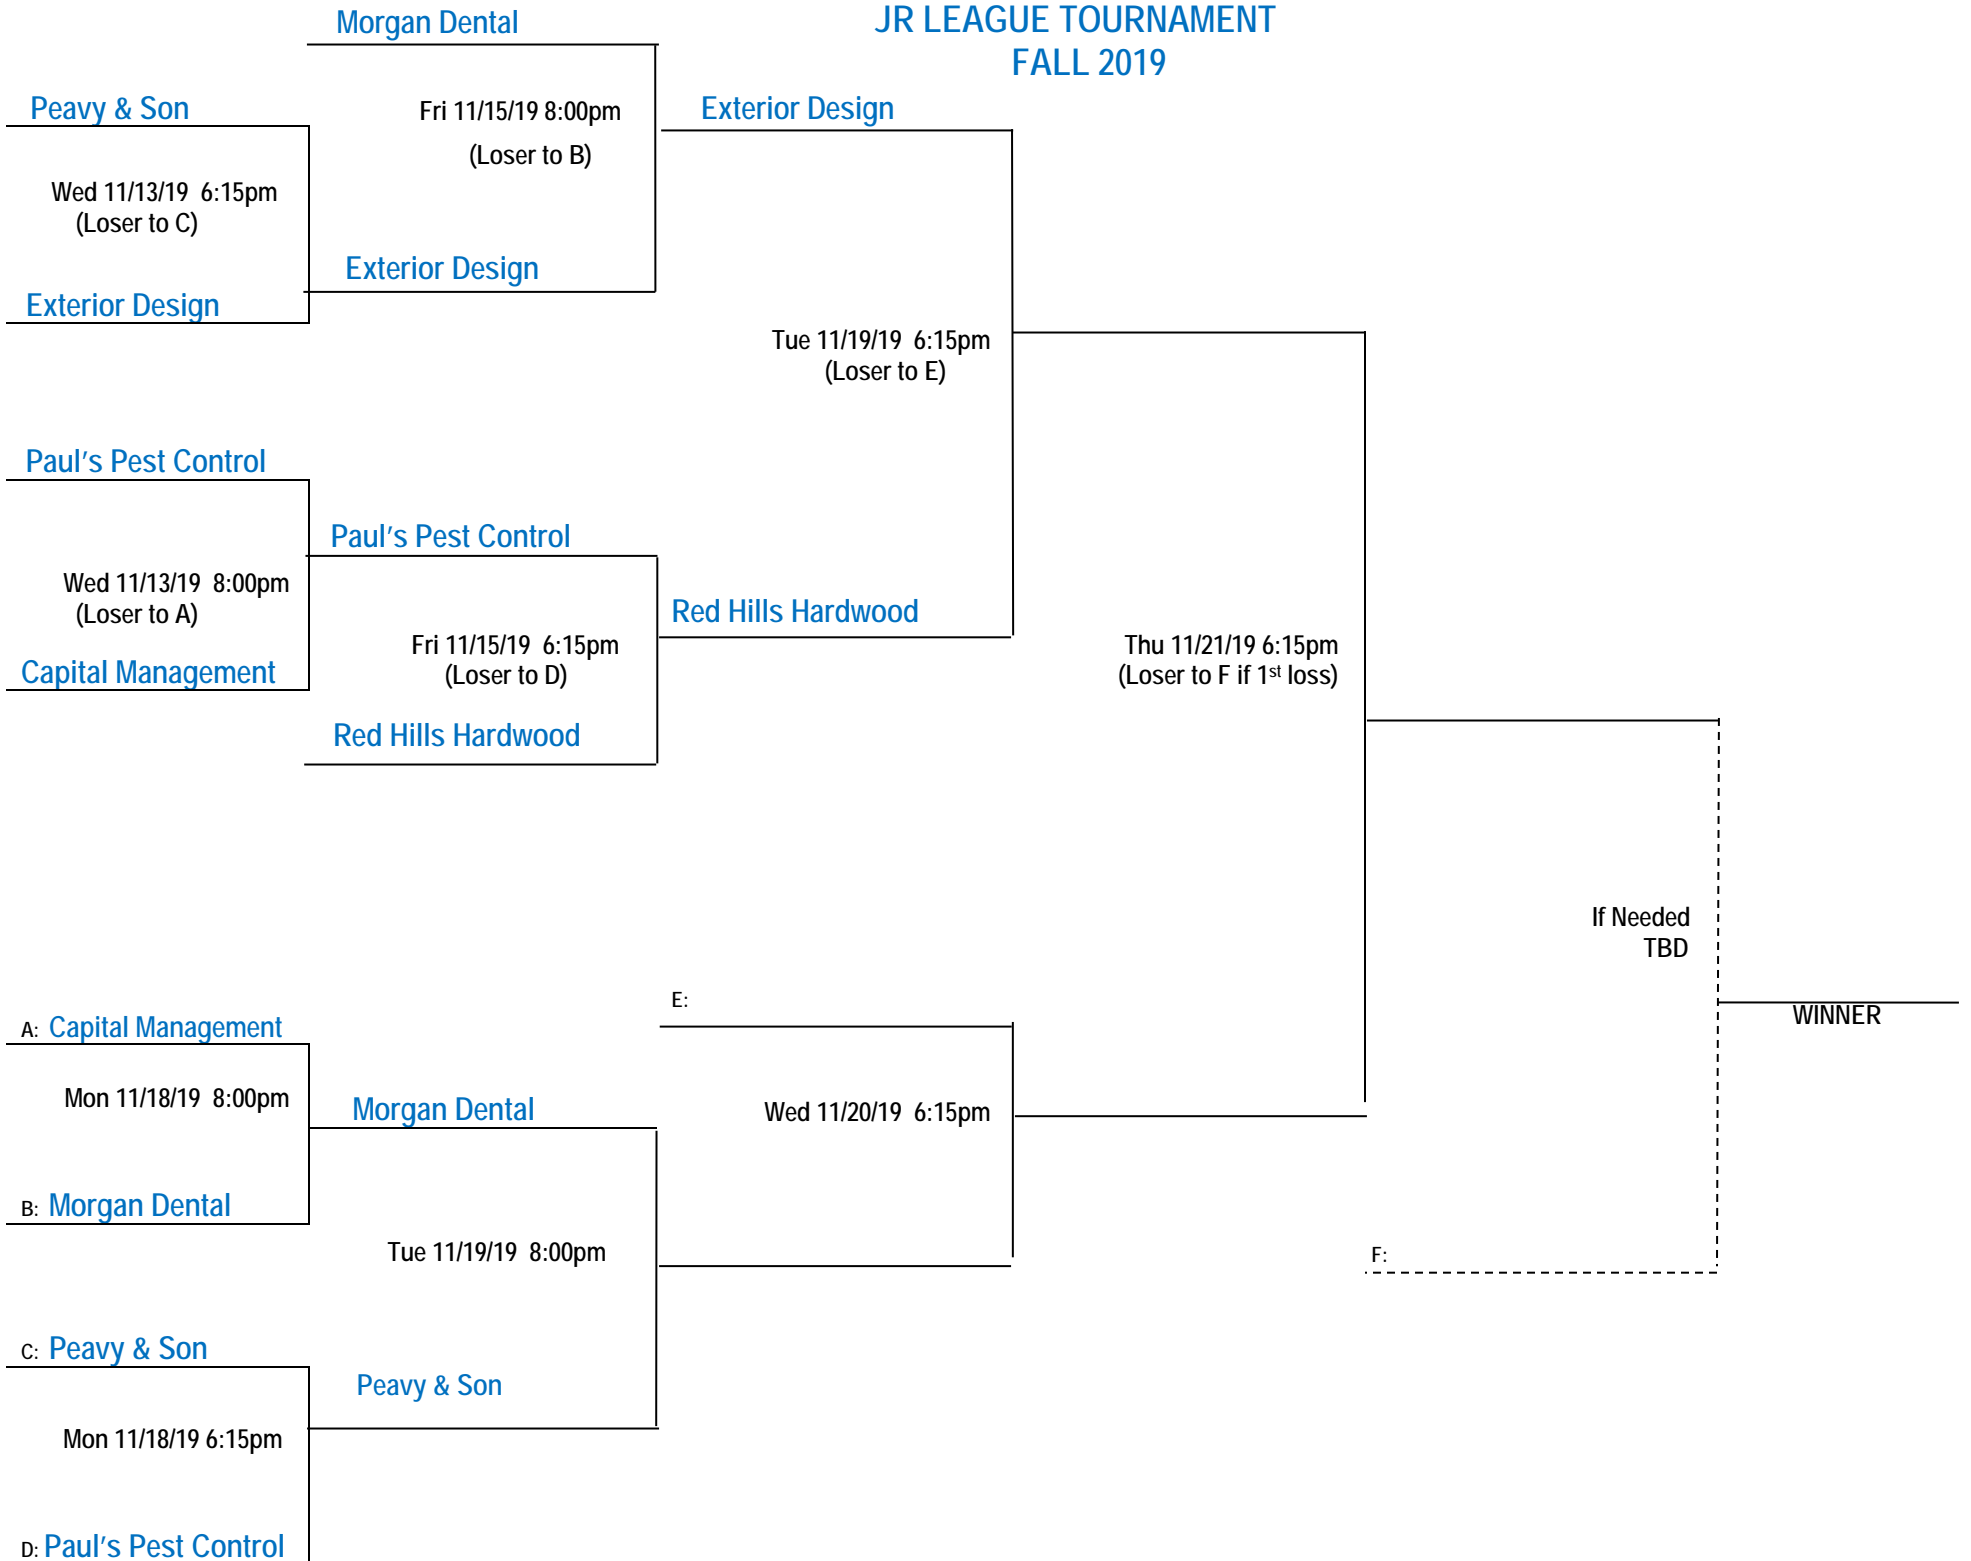 JR LEAGUE TOURNAMENT
FALL 2019
Morgan Dental
Peavy & Son
Fri 11/15/19 8:00pm
(Loser to B)
Exterior Design
Wed 11/13/19 6:15pm
(Loser to C)
Exterior Design
Exterior Design
Tue 11/19/19 6:15pm
(Loser to E)
Paul's Pest Control
Paul's Pest Control
Wed 11/13/19 8:00pm
(Loser to A)
Red Hills Hardwood
Fri 11/15/19 6:15pm
(Loser to D)
Capital Management
Thu 11/21/19 6:15pm
(Loser to F if 1st loss)
Red Hills Hardwood
If Needed
TBD
E:
WINNER
A: Capital Management
Mon 11/18/19 8:00pm
Morgan Dental
Wed 11/20/19 6:15pm
B: Morgan Dental
Tue 11/19/19 8:00pm
F:
C: Peavy & Son
Peavy & Son
Mon 11/18/19 6:15pm
D: Paul's Pest Control